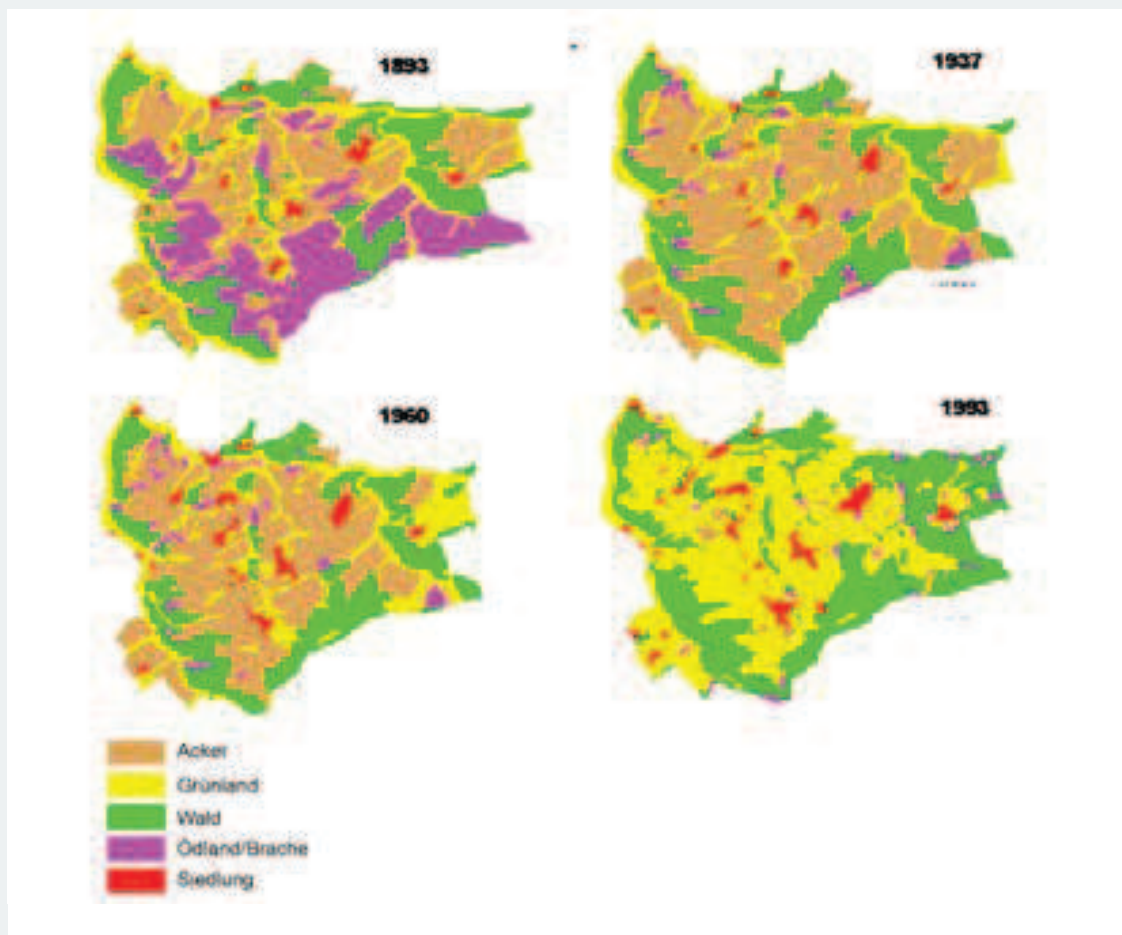 1893
1937
1960
1993
Acker
Grünland
Wald
Ödland/Brache
Siedlung